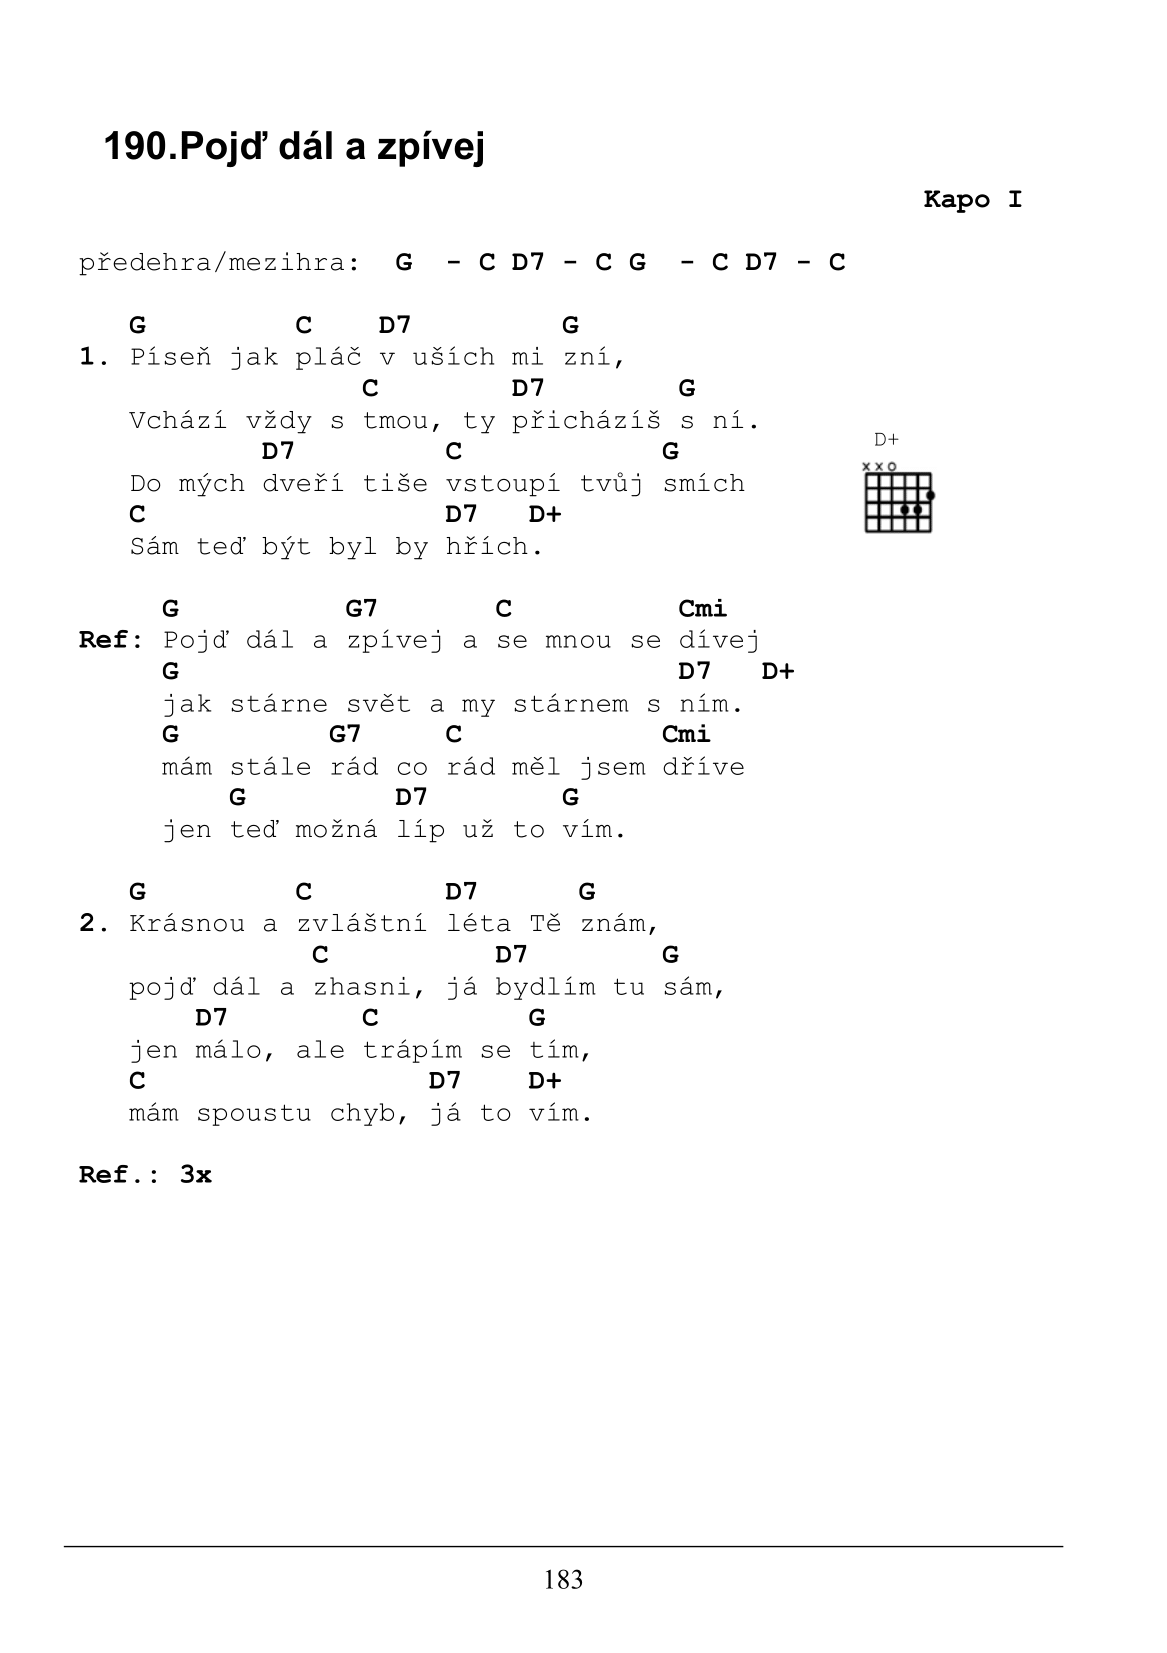 190.Pojď dál a zpívej
Kapo I
předehra/mezihra:  G  - C D7 - C G  - C D7 - C
   G         C    D7         G
1. Píseň jak pláč v uších mi zní,
                 C        D7        G
   Vchází vždy s tmou, ty přicházíš s ní.
           D7         C            G
   Do mých dveří tiše vstoupí tvůj smích
D+
xxo
   C                  D7   D+
   Sám teď být byl by hřích.
     G          G7       C          Cmi
Ref: Pojď dál a zpívej a se mnou se dívej
     G                              D7   D+
     jak stárne svět a my stárnem s ním.
     G         G7     C            Cmi
     mám stále rád co rád měl jsem dříve
         G         D7        G
     jen teď možná líp už to vím.
   G         C        D7      G
2. Krásnou a zvláštní léta Tě znám,
              C          D7        G
   pojď dál a zhasni, já bydlím tu sám,
       D7        C         G
   jen málo, ale trápím se tím,
   C                 D7    D+
   mám spoustu chyb, já to vím.
Ref.: 3x
183